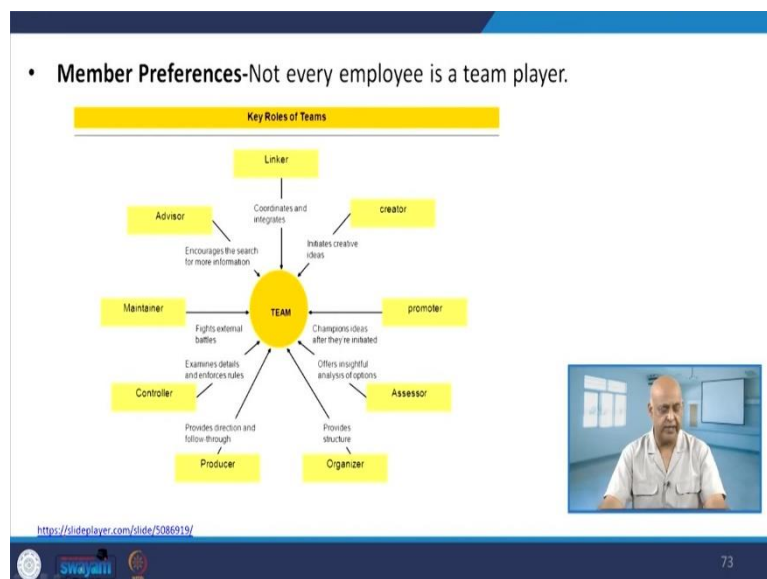 • Member Preferences-Not every employee is a team player.
Key Roles of Teams
Linker
Coordinates and
integrates
Advisor
Encourages the search
for more information
creator
Initiates creative
ideas
Maintainer
Fights external
battles
TEAM
promoter
Champions ideas
after they're initiated
Examines details
and enforces rules
Controller
Offers insightful
analysis of options
Assessor
Provides direction and
follow-through
Producer
Provides
structure
Organizer
https://slideplayer.com/slide/5086919/
swayam
73